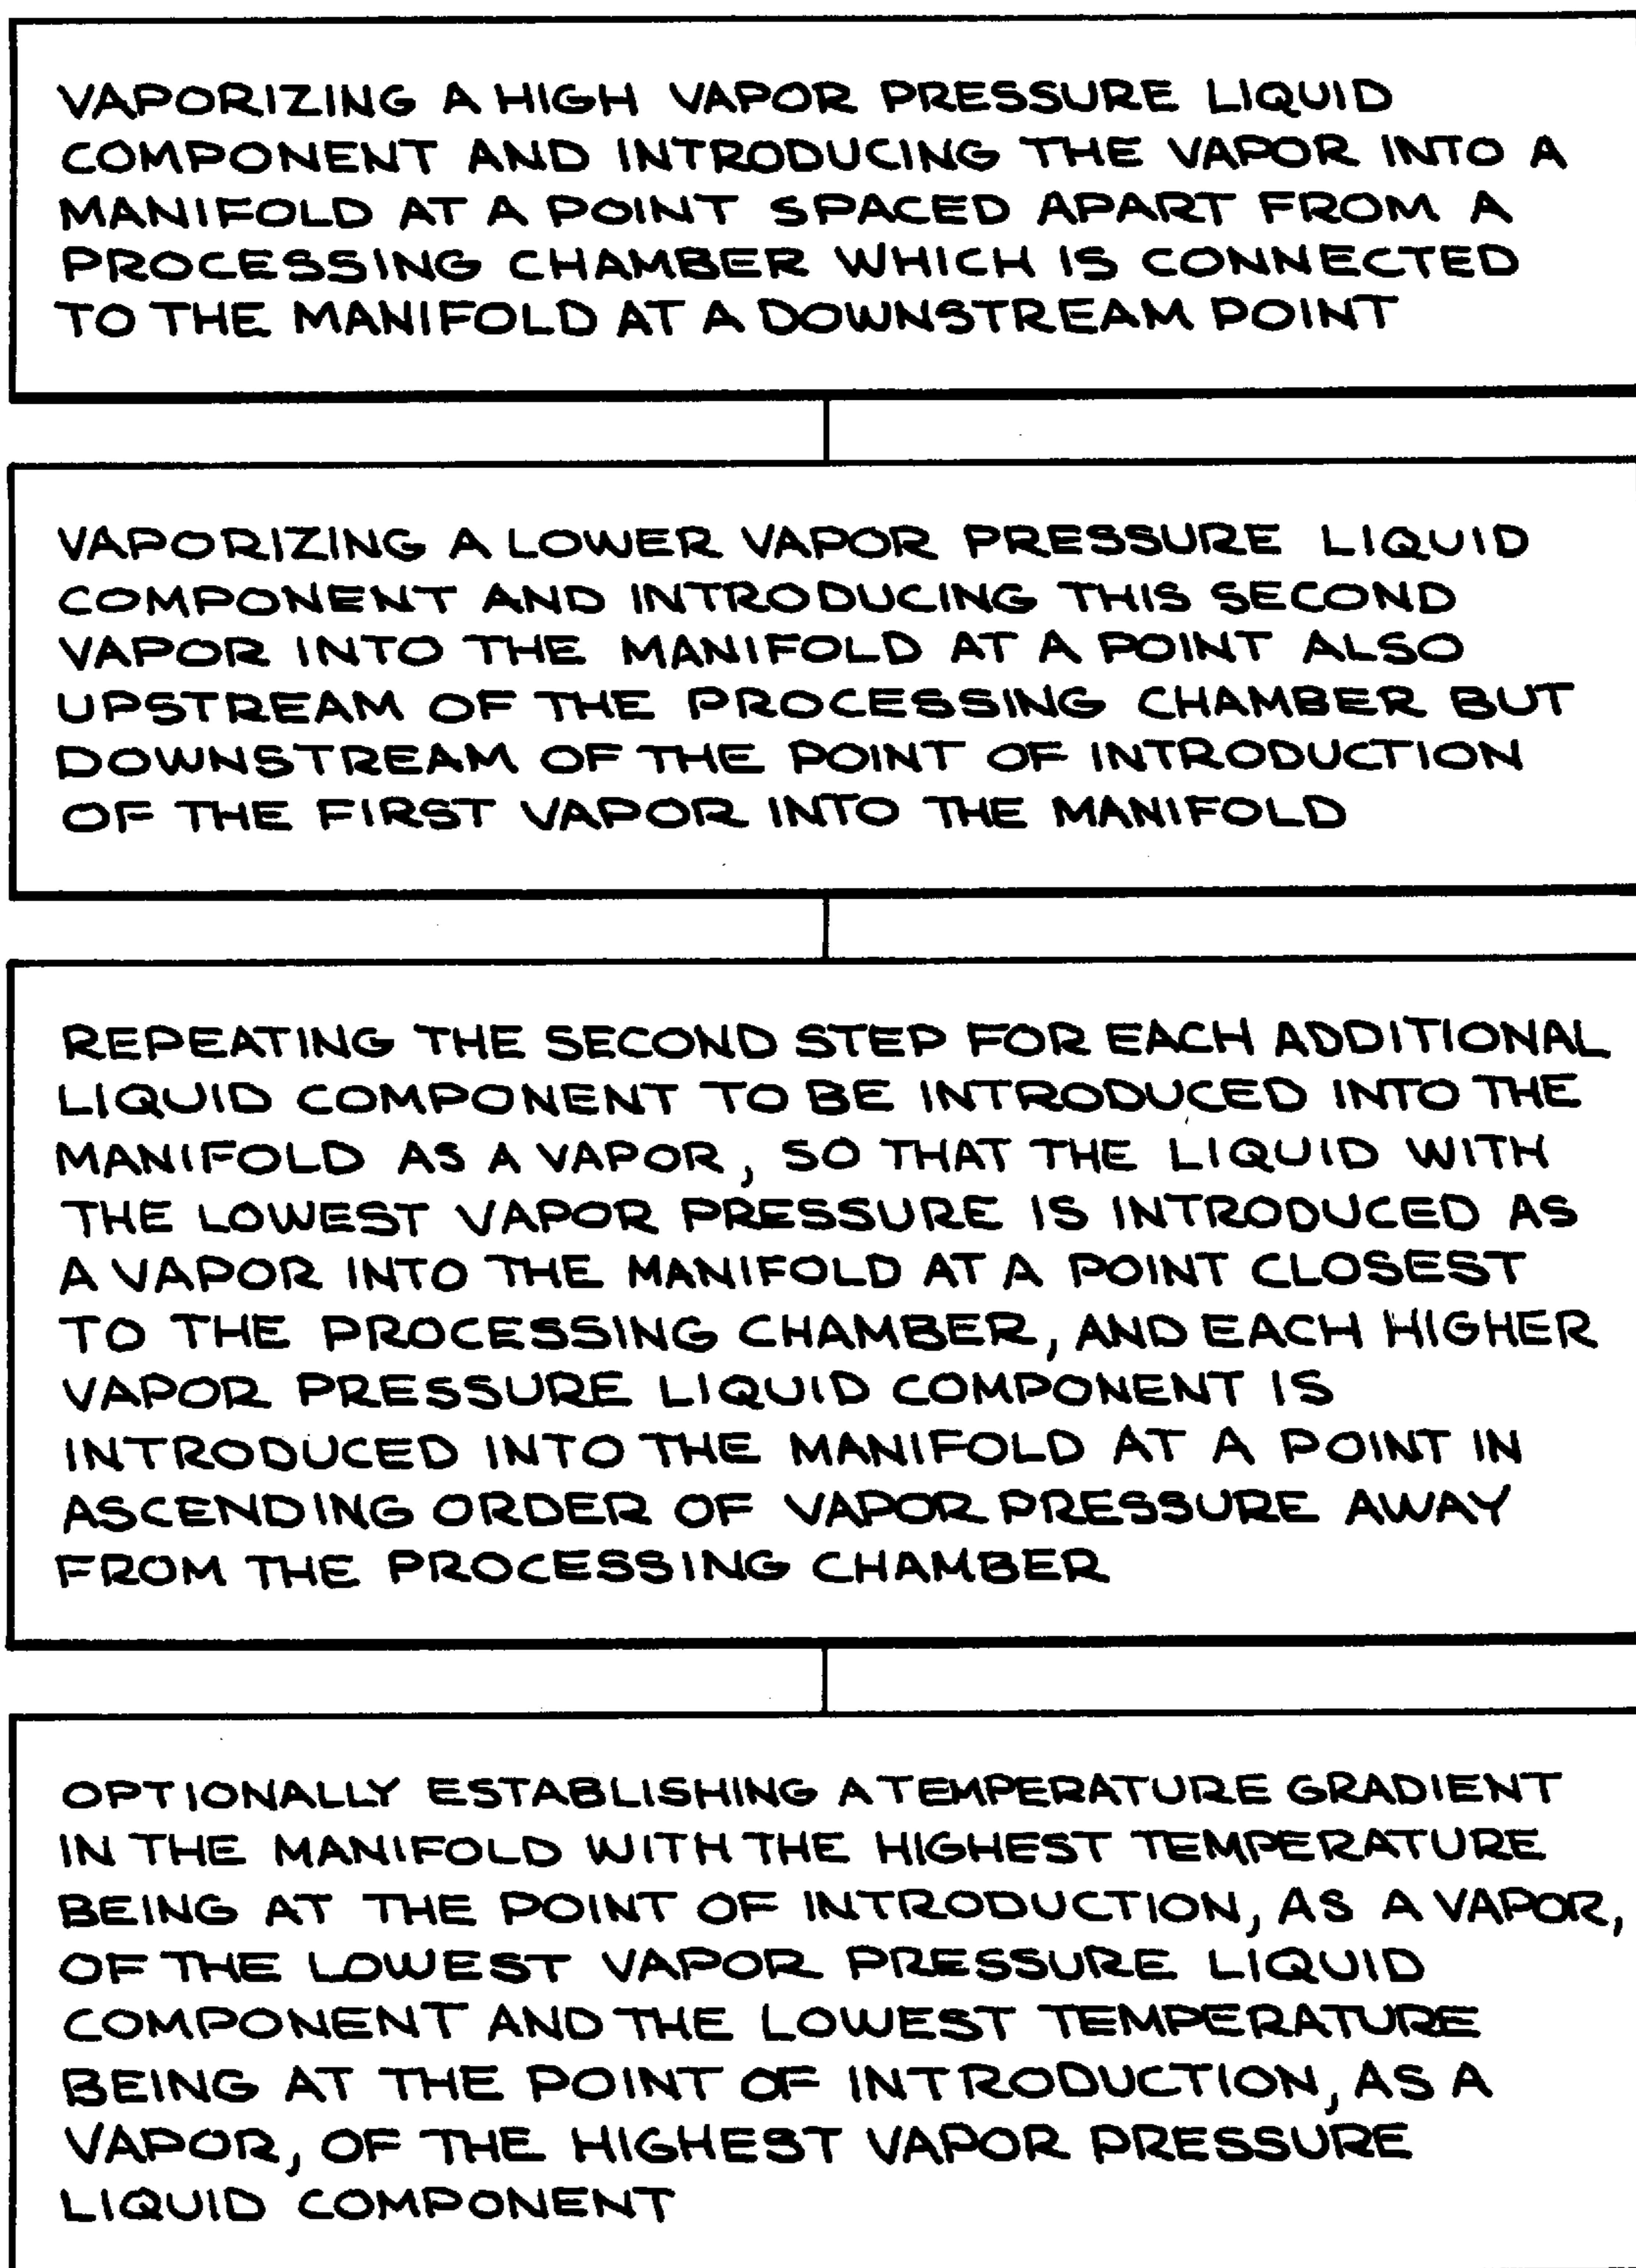 VAPORIZING A HIGH VAPOR PRESSURE LIQUID
COMPONENT AND INTRODUCING THE VAPOR INTO A
MANIFOLD AT A POINT SPACED APART FROM A
PROCESSING CHAMBER WHICH IS CONNECTED
TO THE MANIFOLD AT A DOWNSTREAM POINT
VAPORIZING A LOWER VAPOR PRESSURE LIQUID
COMPONENT AND INTRODUCING THIS SECOND
VAPOR INTO THE MANIFOLD AT A POINT ALSO
UPSTREAM OF THE PROCESSING CHAMBER BUT
DOWNSTREAM OF THE POINT OF INTRODUCTION
OF THE FIRST VAPOR INTO THE MANIFOLD
REPEATING THE SECOND STEP FOR EACH ADDITIONAL
LIQUID COMPONENT TO BE INTRODUCED INTO THE
MANIFOLD AS A VAPOR, SO THAT THE LIQUID WITH
THE LOWEST VAPOR PRESSURE IS INTRODUCED AS
A VAPOR INTO THE MANIFOLD AT A POINT CLOSEST
TO THE PROCESSING CHAMBER, AND EACH HIGHER
VAPOR PRESSURE LIQUID COMPONENT IS
INTRODUCED INTO THE MANIFOLD AT A POINT IN
ASCENDING ORDER OF VAPOR PRESSURE AWAY
FROM THE PROCESSING CHAMBER
OPTIONALLY ESTABLISHING A TEMPERATURE GRADIENT
IN THE MANIFOLD WITH THE HIGHEST TEMPERATURE
BEING AT THE POINT OF INTRODUCTION, AS A VAPOR,
OF THE LOWEST VAPOR PRESSURE LIQUID
COMPONENT AND THE LOWEST TEMPERATURE
BEING AT THE POINT OF INTRODUCTION, AS A
VAPOR, OF THE HIGHEST VAPOR PRESSURE
LIQUID COMPONENT